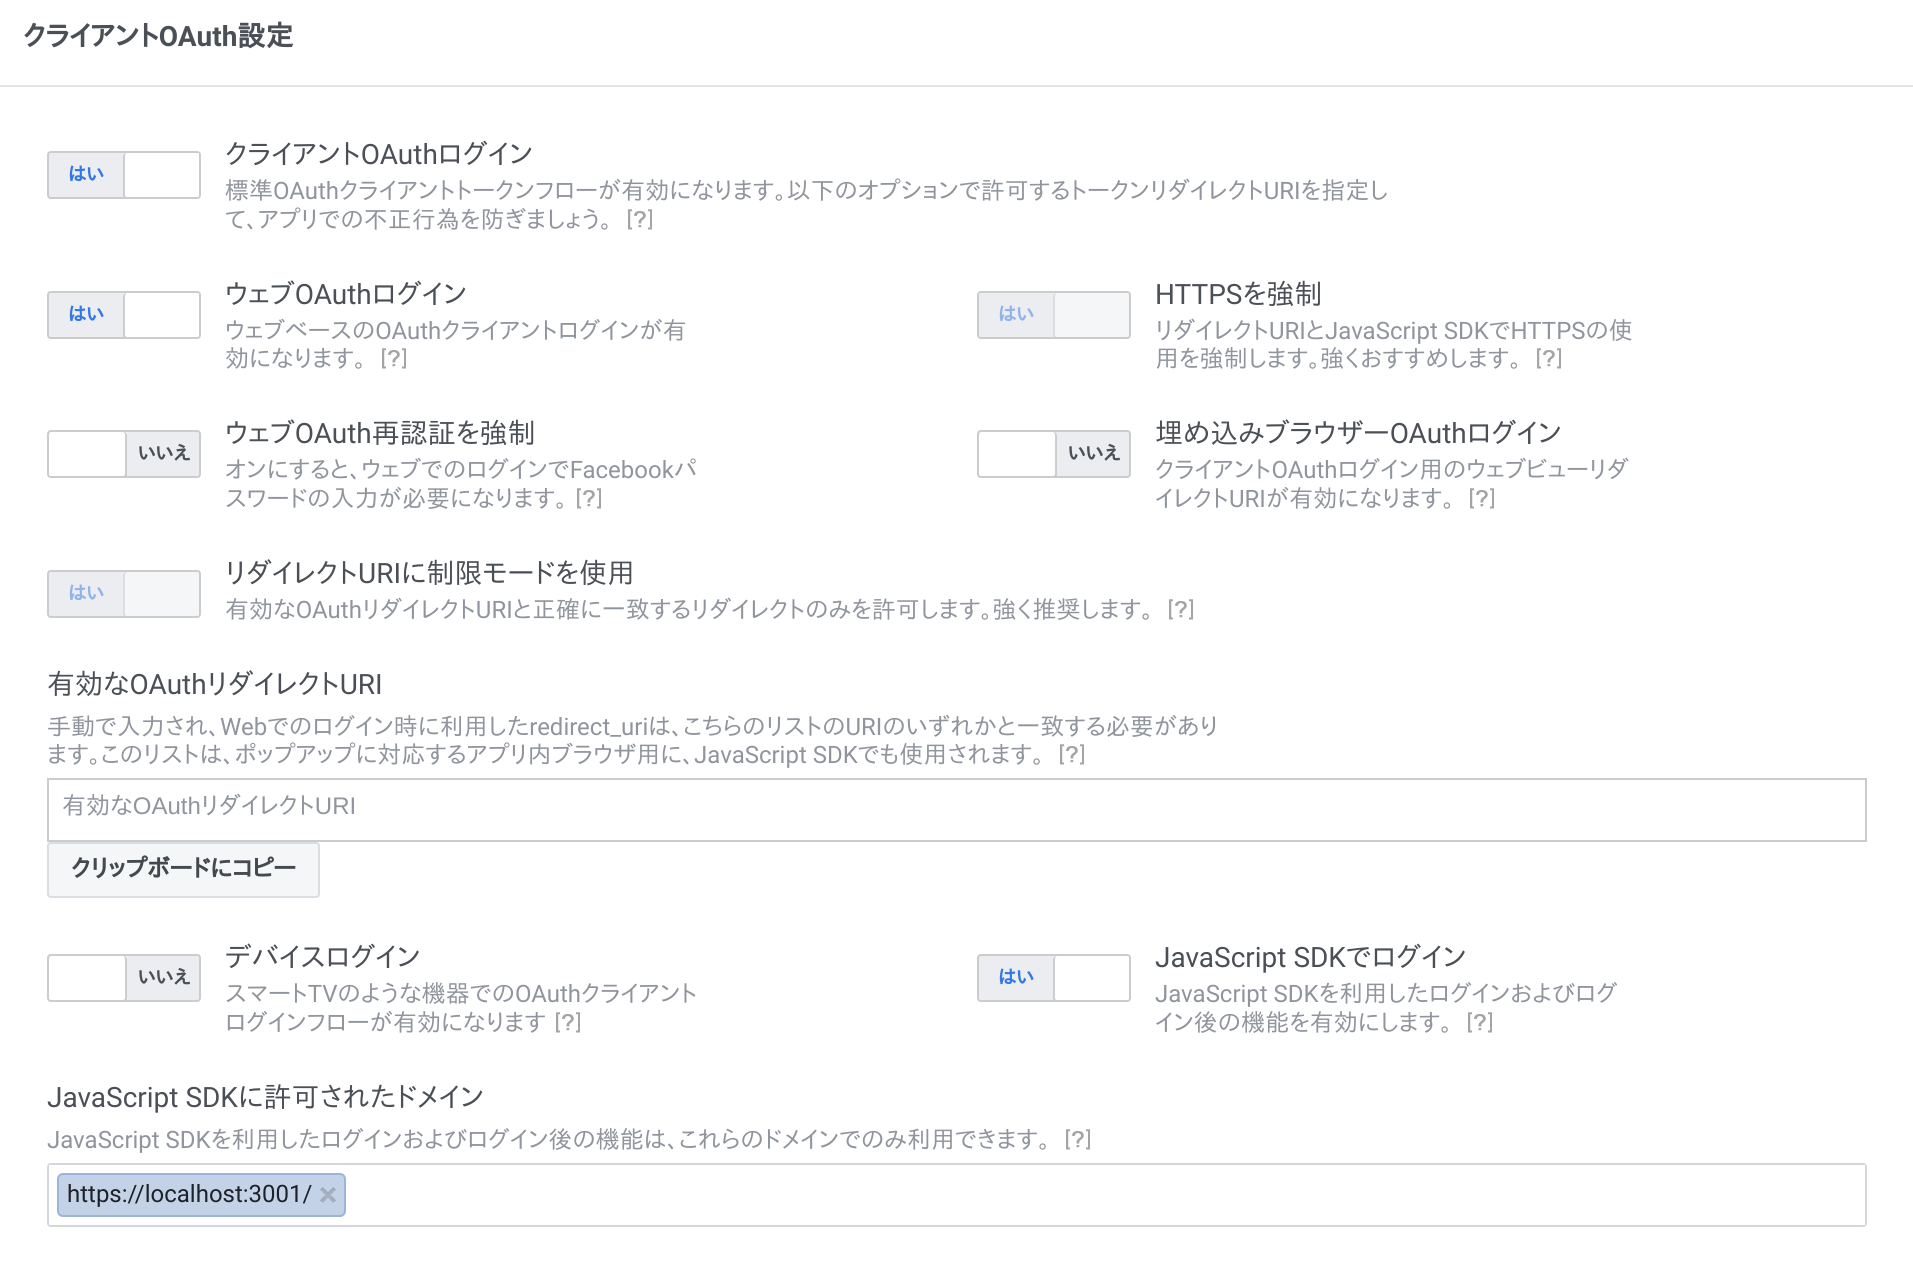 クライアントOAuth設定
はい
クライアントOAuthログイン
標準OAuthクライアントトークンフローが有効になります。以下のオプションで許可するトークンリダイレクトURIを指定し
て、アプリでの不正行為を防ぎましょう。 [?]
はい
ウェブOAuthログイン
ウェブベースのOAuthクライアントログインが有
効になります。 [?]
はい
HTTPSを強制
リダイレクトURIとJavaScript SDKでHTTPSの使
用を強制します。強くおすすめします。 [?]
いいえ
ウェブOAuth再認証を強制
オンにすると、ウェブでのログインでFacebookパ
スワードの入力が必要になります。[?]
いいえ
埋め込みブラウザーOAuthログイン
クライアントOAuthログイン用のウェブビューリダ
イレクトURIが有効になります。 [?]
はい
リダイレクトURIに制限モードを使用
有効なOAuthリダイレクトURIと正確に一致するリダイレクトのみを許可します。強く推奨します。 [?]
有効なOAuthリダイレクトURI
手動で入力され、Webでのログイン時に利用したredirect_uriは、こちらのリストのURIのいずれかと一致する必要があり
ます。このリストは、ポップアップに対応するアプリ内ブラウザ用に、JavaScript SDKでも使用されます。 [?]
有効なOAuthリダイレクトURI
クリップボードにコピー
いいえ
デバイスログイン
スマートTVのような機器でのOAuthクライアント
ログインフローが有効になります [?]
はい
JavaScript SDKでログイン
JavaScript SDKを利用したログインおよびログ
イン後の機能を有効にします。 [?]
JavaScript SDKに許可されたドメイン
JavaScript SDKを利用したログインおよびログイン後の機能は、これらのドメインでのみ利用できます。 [?]
https://localhost:3001/ ×